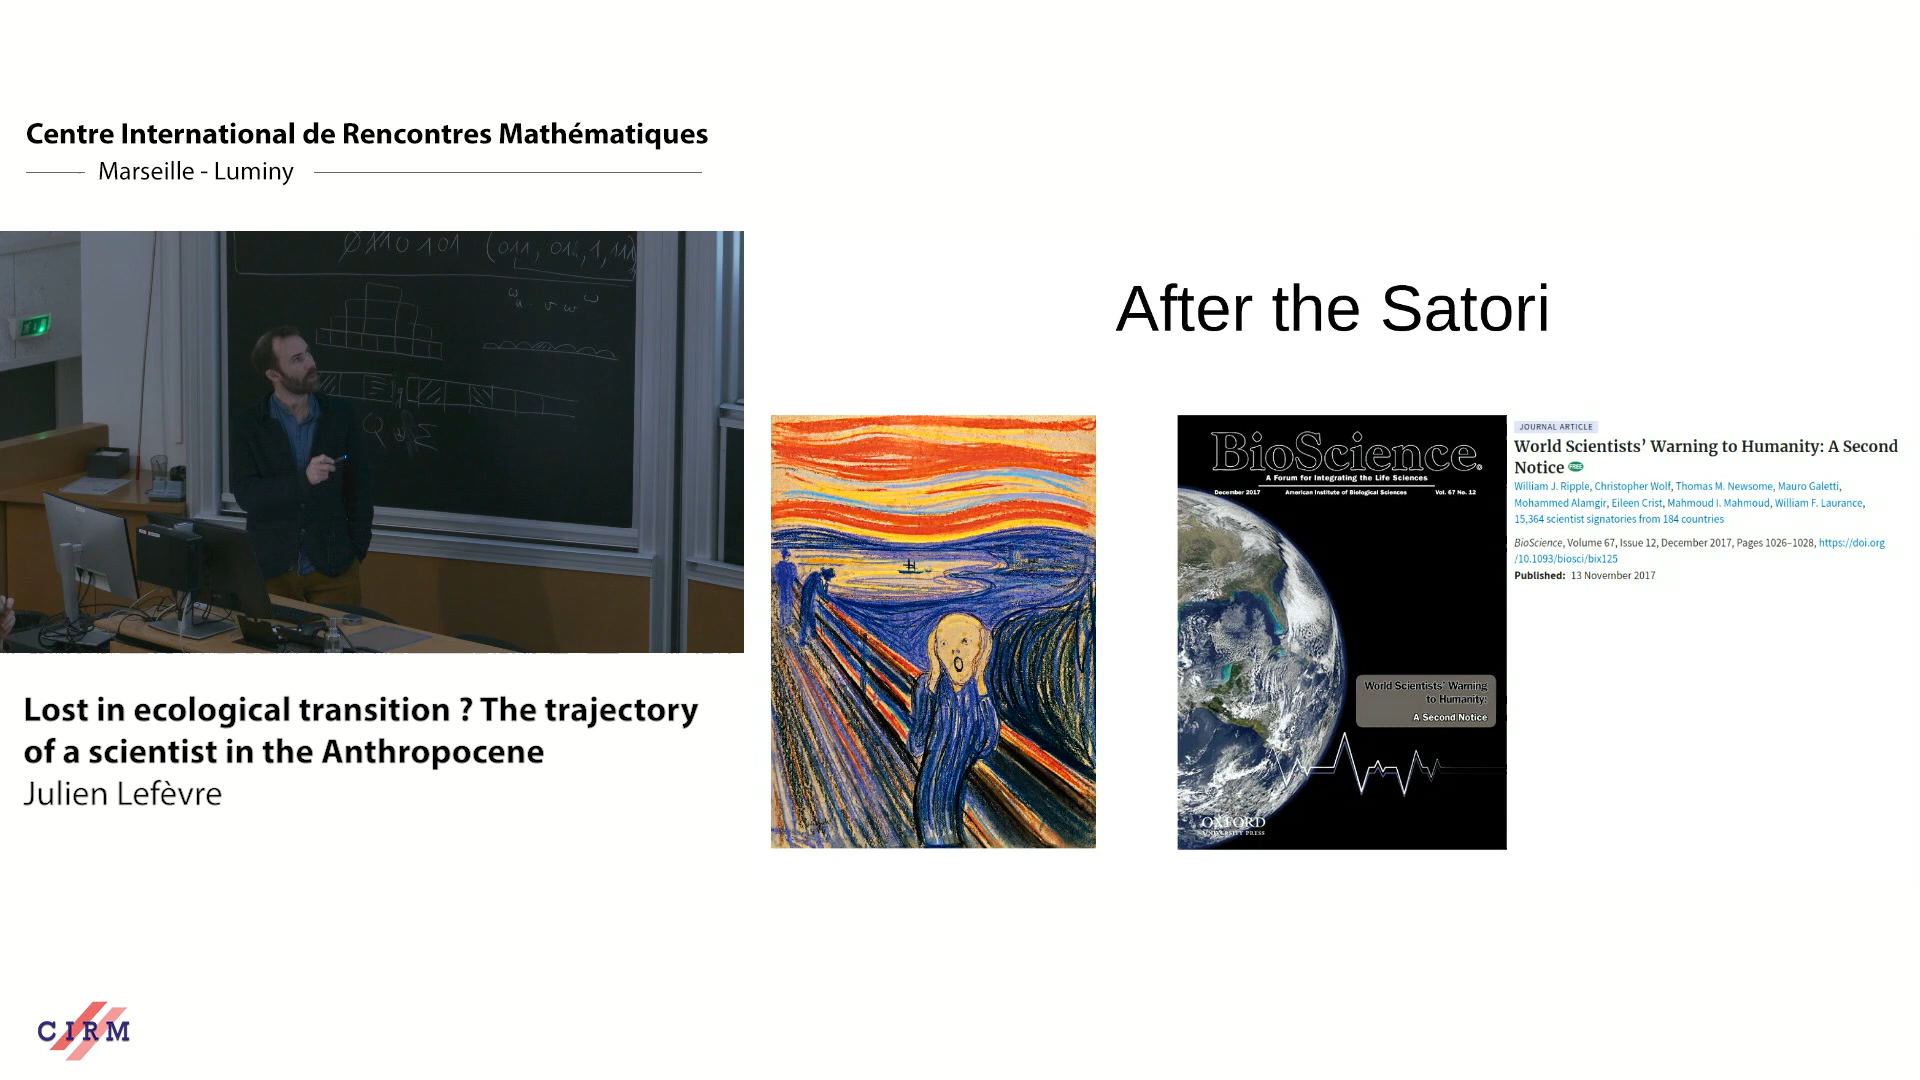 Centre International de Rencontres Mathématiques
Marseille - Luminy
After the Satori
BioScience
A Forum for Integrating the Life Sciences
December 2017 American Institute of Biological Sciences Vol. 67 No. 12
World Scientists' Warning
to Humanity:
A Second Notice
OXFORD
UNIVERSITY PRESS
JOURNAL ARTICLE
World Scientists’ Warning to Humanity: A Second
Notice FREE
William J. Ripple, Christopher Wolf, Thomas M. Newsome, Mauro Galetti,
Mohammed Alamgir, Eileen Crist, Mahmoud I. Mahmoud, William F. Laurance,
15,364 scientist signatories from 184 countries
BioScience, Volume 67, Issue 12, December 2017, Pages 1026–1028, https://doi.org
/10.1093/biosci/bix125
Published: 13 November 2017
Lost in ecological transition ? The trajectory
of a scientist in the Anthropocene
Julien Lefèvre
CIRM